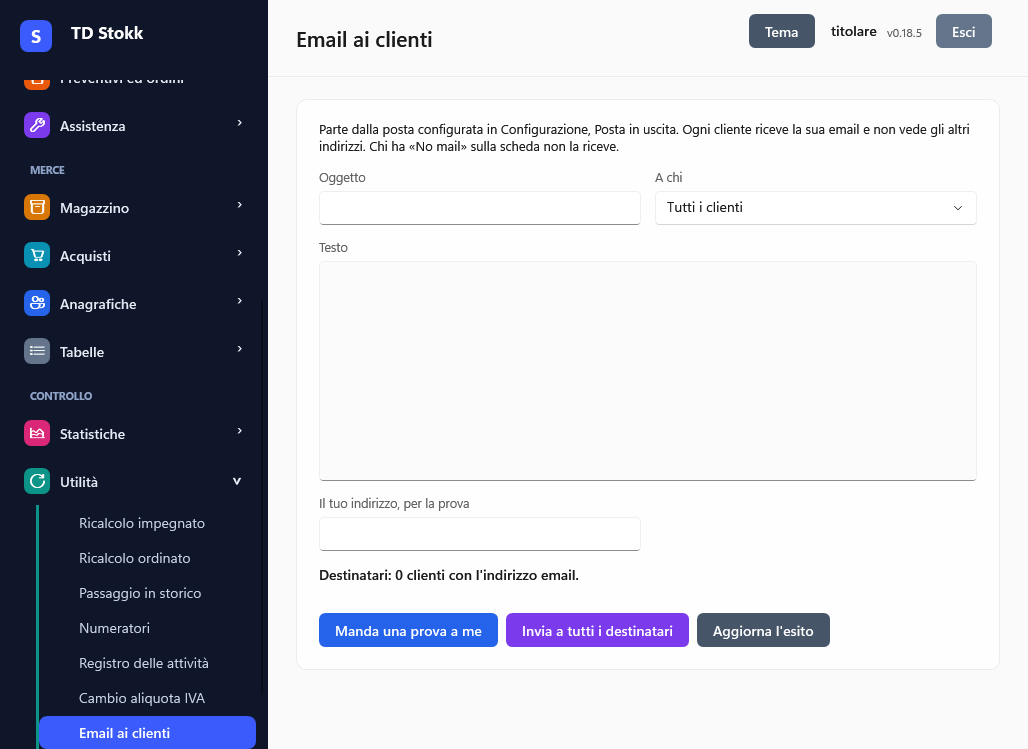 S
TD Stokk
Preventivi ed ordini
Assistenza
MERCE
Magazzino
Acquisti
Anagrafiche
Tabelle
CONTROLLO
Statistiche
Utilità
Ricalcolo impegnato
Ricalcolo ordinato
Passaggio in storico
Numeratori
Registro delle attività
Cambio aliquota IVA
Email ai clienti
Email ai clienti
Tema
titolare
v0.18.5
Esci
Parte dalla posta configurata in Configurazione, Posta in uscita. Ogni cliente riceve la sua email e non vede gli altri
indirizzi. Chi ha «No mail» sulla scheda non la riceve.
Oggetto
A chi
Tutti i clienti
Testo
Il tuo indirizzo, per la prova
Destinatari: 0 clienti con l'indirizzo email.
Manda una prova a me
Invia a tutti i destinatari
Aggiorna l'esito